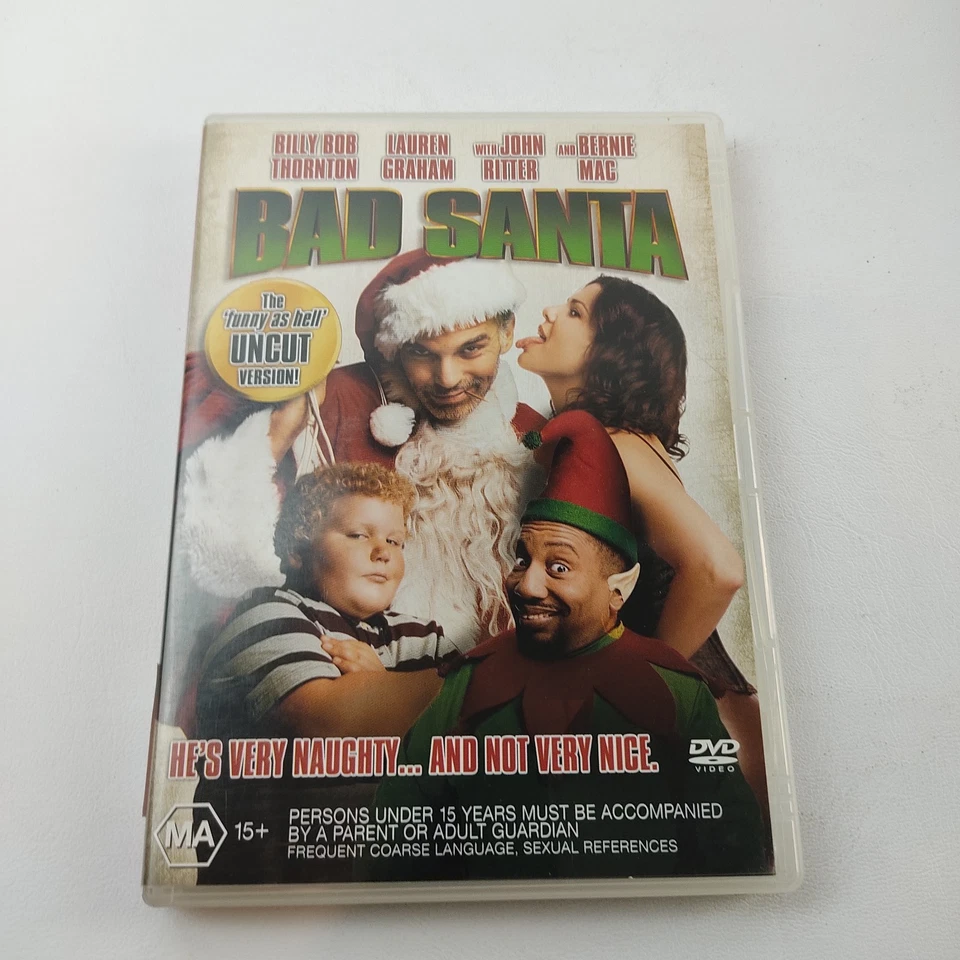 BILLY BOB THORNTON
LAUREN GRAHAM
WITH JOHN RITTER
AND BERNIE MAC
BAD SANTA
The
'funny as hell'
UNCUT
VERSION!
HE'S VERY NAUGHTY... AND NOT VERY NICE.
DVD
VIDEO
MA 15+
PERSONS UNDER 15 YEARS MUST BE ACCOMPANIED
BY A PARENT OR ADULT GUARDIAN
FREQUENT COARSE LANGUAGE, SEXUAL REFERENCES